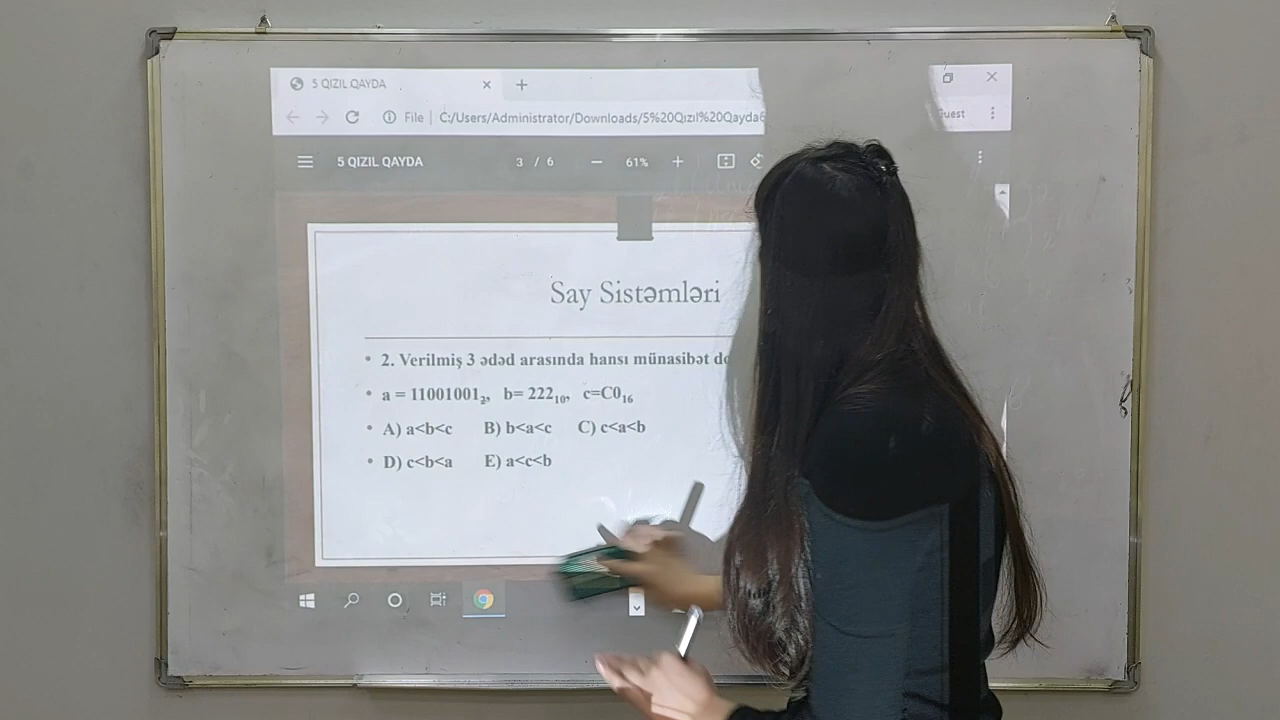 5 QIZIL QAYDA
File | C:/Users/Administrator/Downloads/5%20Qızıl%20Qayda
Guest
5 QIZIL QAYDA 3 / 6 61%
Say Sistəmləri
• 2. Verilmiş 3 ədəd arasında hansı münasibət
• a = 11001001₂, b= 222₁₀, c=C0₁₆
• A) a<b<c B) b<a<c C) c<a<b
• D) c<b<a E) a<c<b